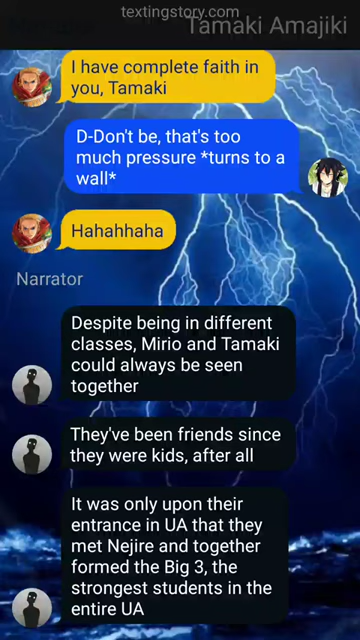 textingstory.com
Tamaki Amajiki
I have complete faith in
you, Tamaki
D-Don't be, that's too
much pressure *turns to a
wall*
Hahahhaha
Narrator
Despite being in different
classes, Mirio and Tamaki
could always be seen
together
They've been friends since
they were kids, after all
It was only upon their
entrance in UA that they
met Nejire and together
formed the Big 3, the
strongest students in the
entire UA